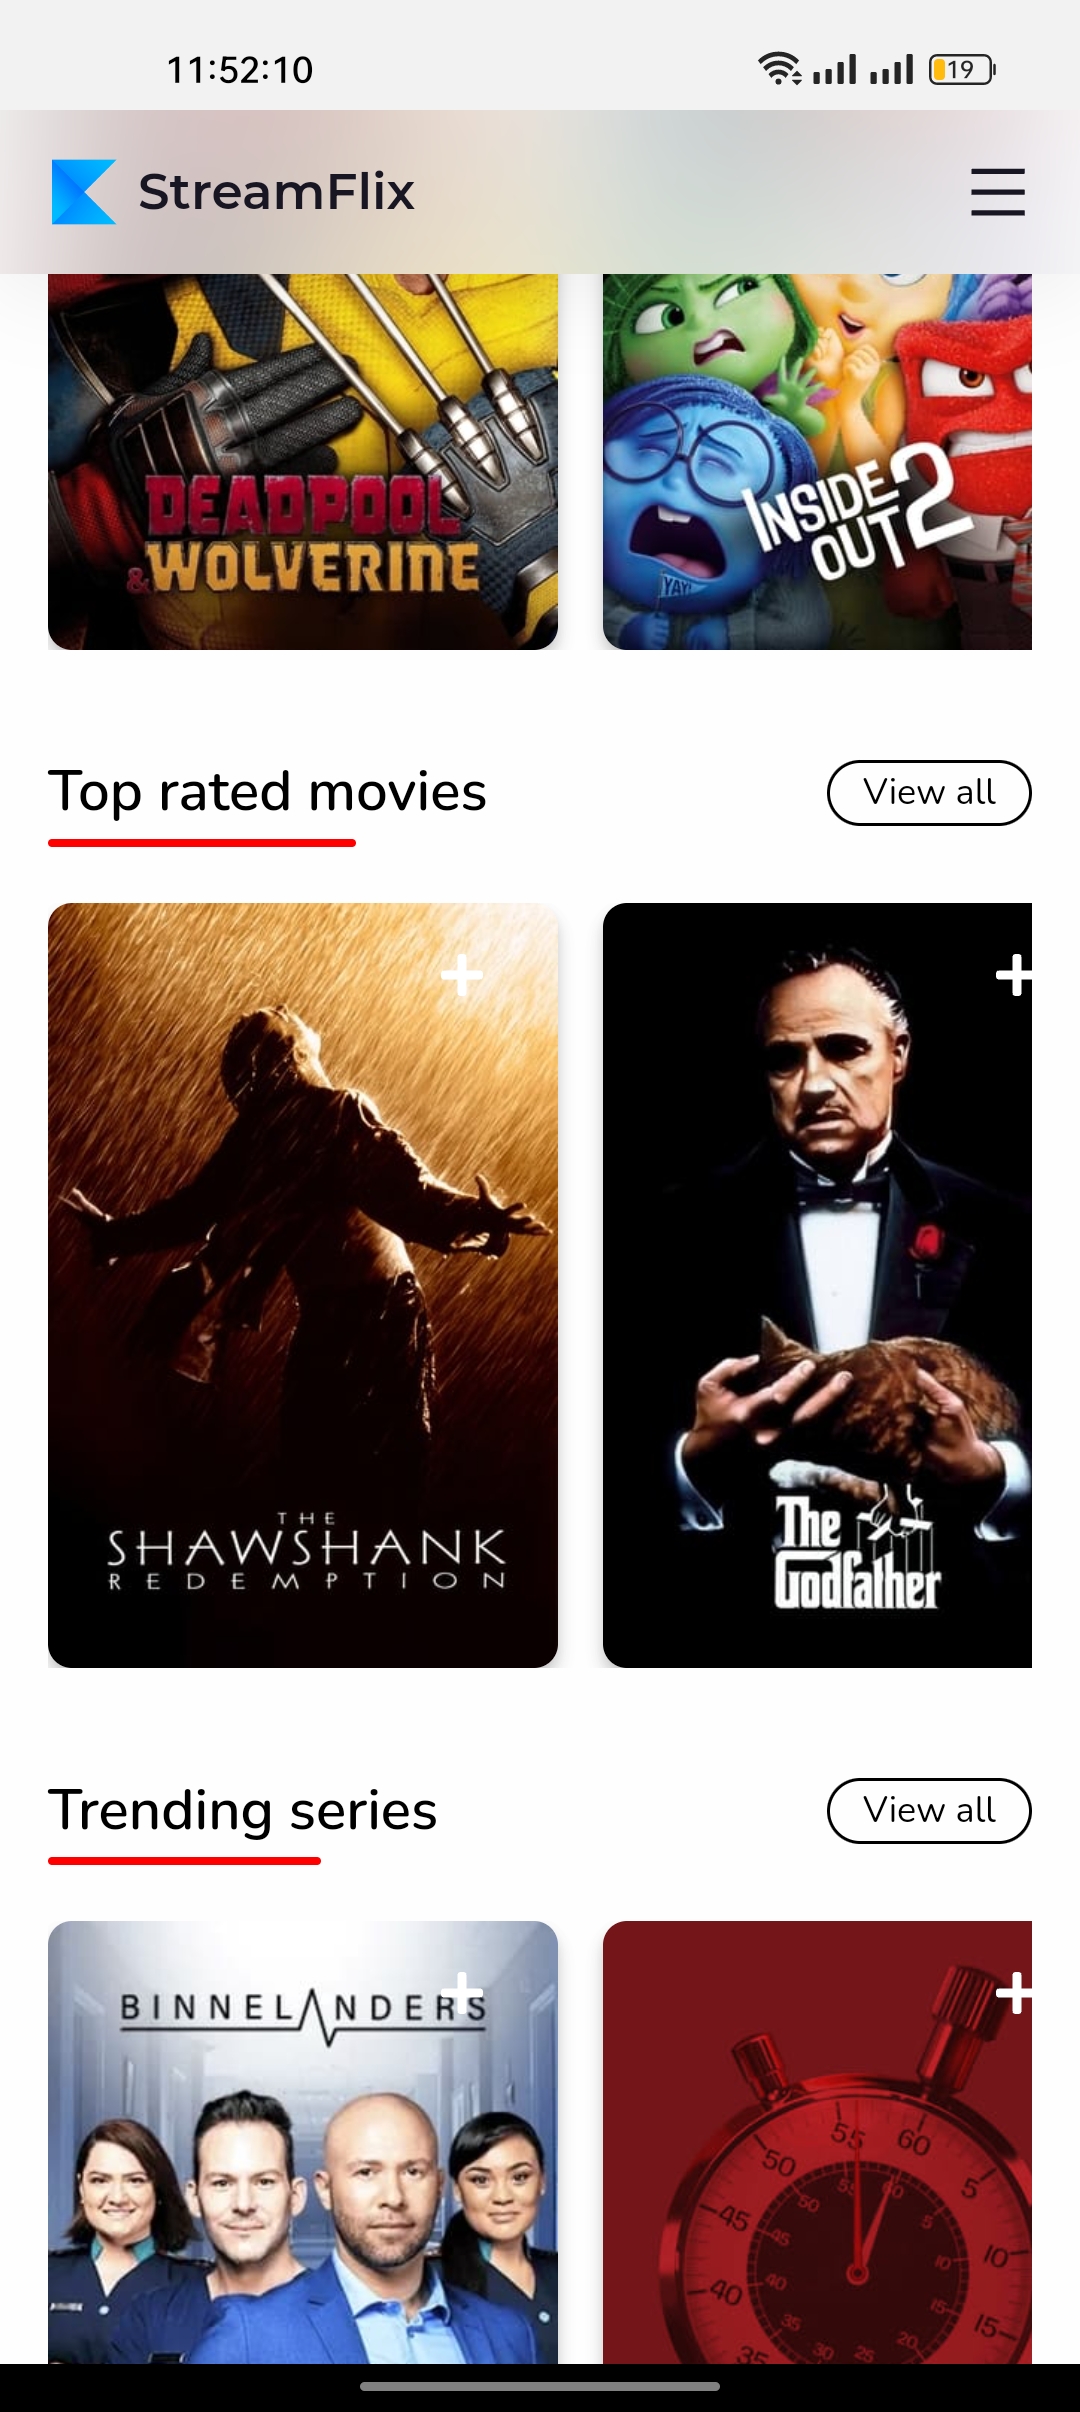 11:52:10
19
StreamFlix
DEADPOOL
& WOLVERINE
INSIDE
OUT 2
YAY!
Top rated movies
View all
THE
SHAWSHANK
REDEMPTION
The
Godfather
Trending series
View all
BINNELANDERS
55 60
50 5
45 10
40 15
35
55 60
50 5
45 10
40 15
35 30 25 20